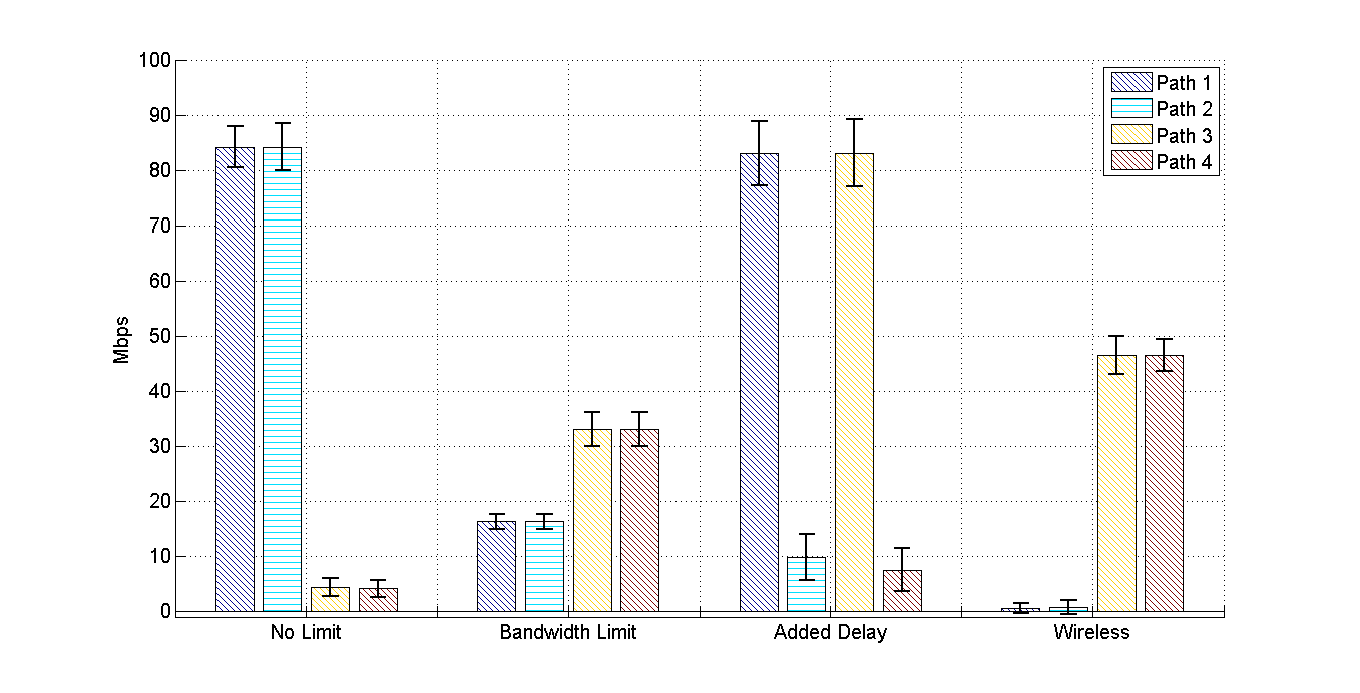 100
90
80
70
60
50
40
30
20
10
0
Mbps
No Limit
Bandwidth Limit
Added Delay
Wireless
Path 1
Path 2
Path 3
Path 4